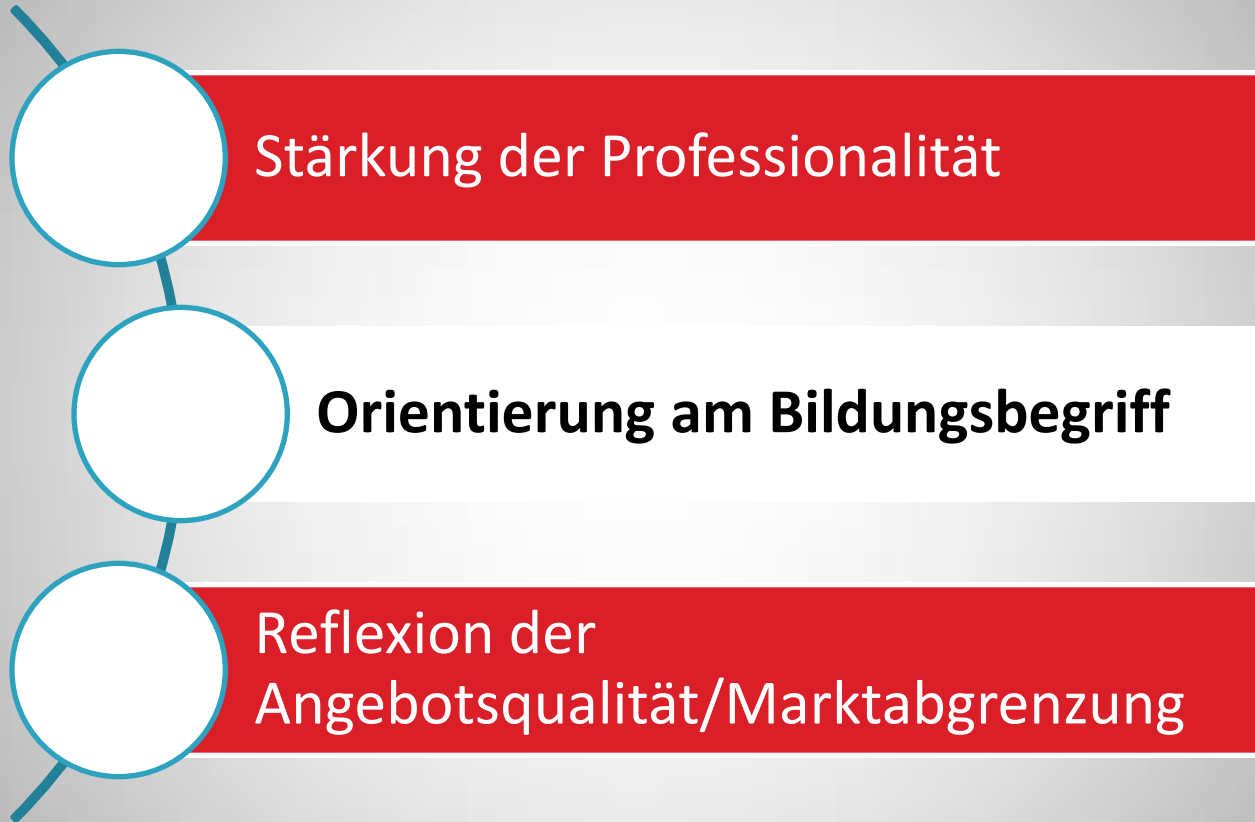 Stärkung der Professionalität
Orientierung am Bildungsbegriff
Reflexion der
Angebotsqualität/Marktabgrenzung